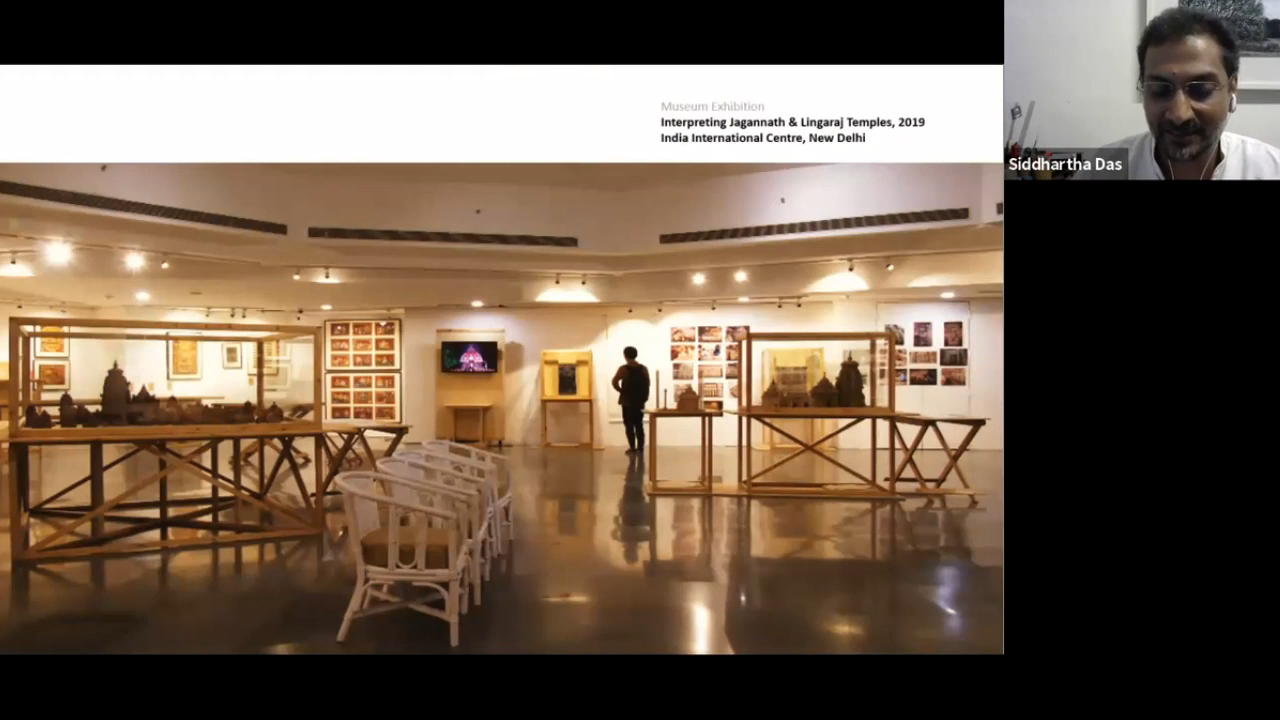 Museum Exhibition
Interpreting Jagannath & Lingaraj Temples, 2019
India International Centre, New Delhi
Siddhartha Das